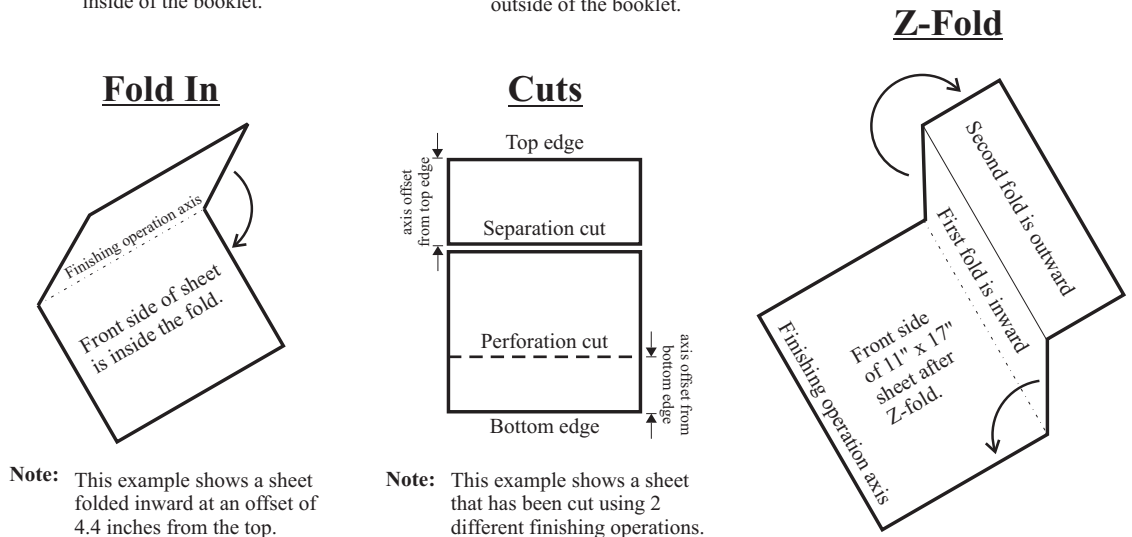 inside of the booklet.
outside of the booklet.
Z-Fold
Fold In
Finishing operation axis
Front side of sheet
is inside the fold.
Note: This example shows a sheet
folded inward at an offset of
4.4 inches from the top.
Cuts
Top edge
axis offset
from top edge
Separation cut
Perforation cut
axis offset from
bottom edge
Bottom edge
Note: This example shows a sheet
that has been cut using 2
different finishing operations.
Second fold is outward
First fold is inward
Front side
of 11" x 17"
sheet after
Z-fold.
Finishing operation axis